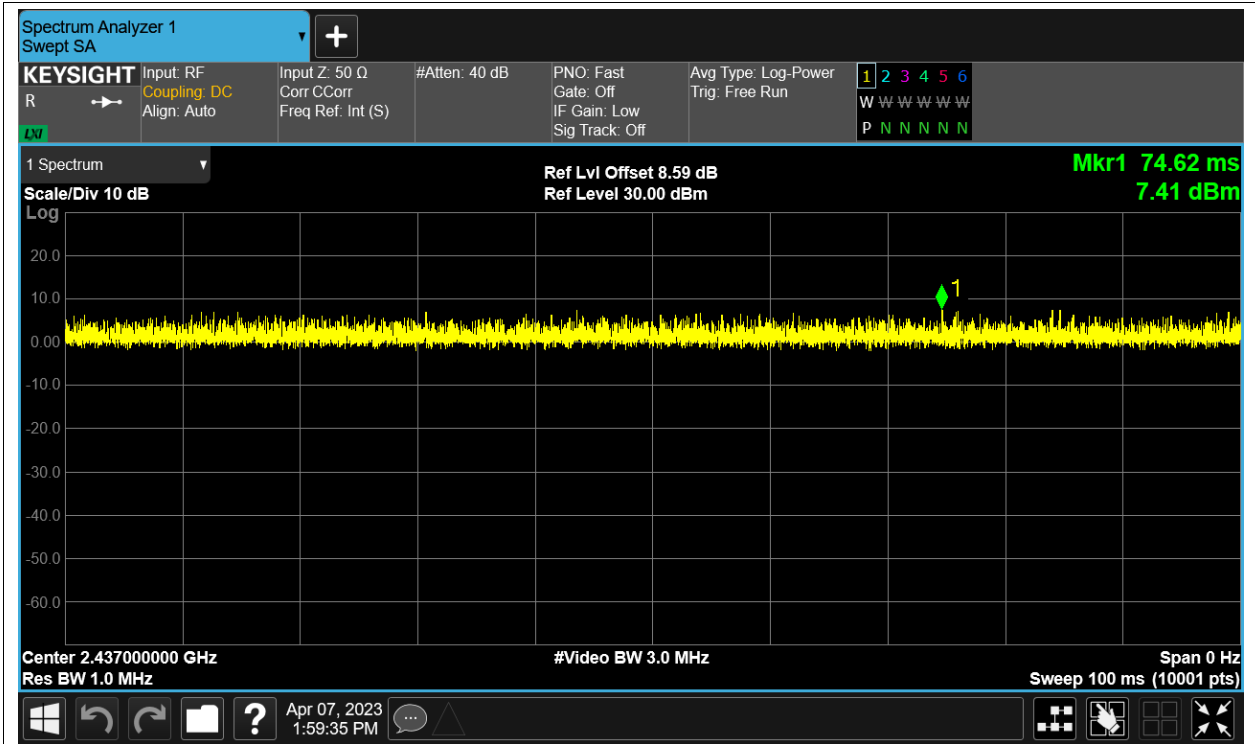 Spectrum Analyzer 1
Swept SA
+
KEYSIGHT
R
LXI
Input: RF
Coupling: DC
Align: Auto
Input Z: 50 Ω
Corr CCorr
Freq Ref: Int (S)
#Atten: 40 dB
PNO: Fast
Gate: Off
IF Gain: Low
Sig Track: Off
Avg Type: Log-Power
Trig: Free Run
1 2 3 4 5 6
W W W W W W
P N N N N N
1 Spectrum
Scale/Div 10 dB
Ref Lvl Offset 8.59 dB
Ref Level 30.00 dBm
Mkr1 74.62 ms
7.41 dBm
Log
20.0
10.0
0.00
-10.0
-20.0
-30.0
-40.0
-50.0
-60.0
1
Center 2.437000000 GHz
Res BW 1.0 MHz
#Video BW 3.0 MHz
Span 0 Hz
Sweep 100 ms (10001 pts)
?
Apr 07, 2023
1:59:35 PM